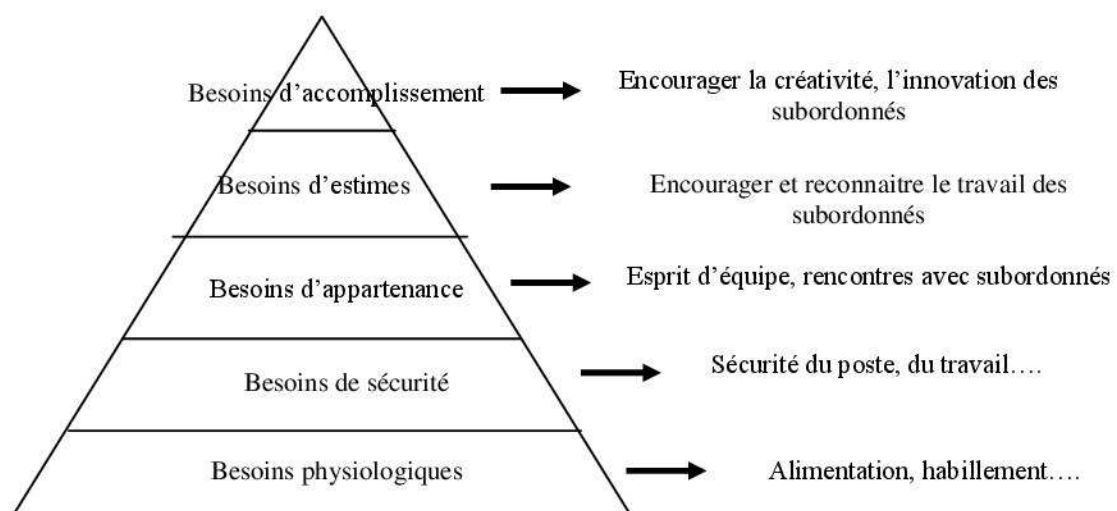 Besoins d’accomplissement
Encourager la créativité, l’innovation des
subordonnés
Besoins d’estimes
Encourager et reconnaitre le travail des
subordonnés
Besoins d’appartenance
Esprit d’équipe, rencontres avec subordonnés
Besoins de sécurité
Sécurité du poste, du travail….
Besoins physiologiques
Alimentation, habillement….